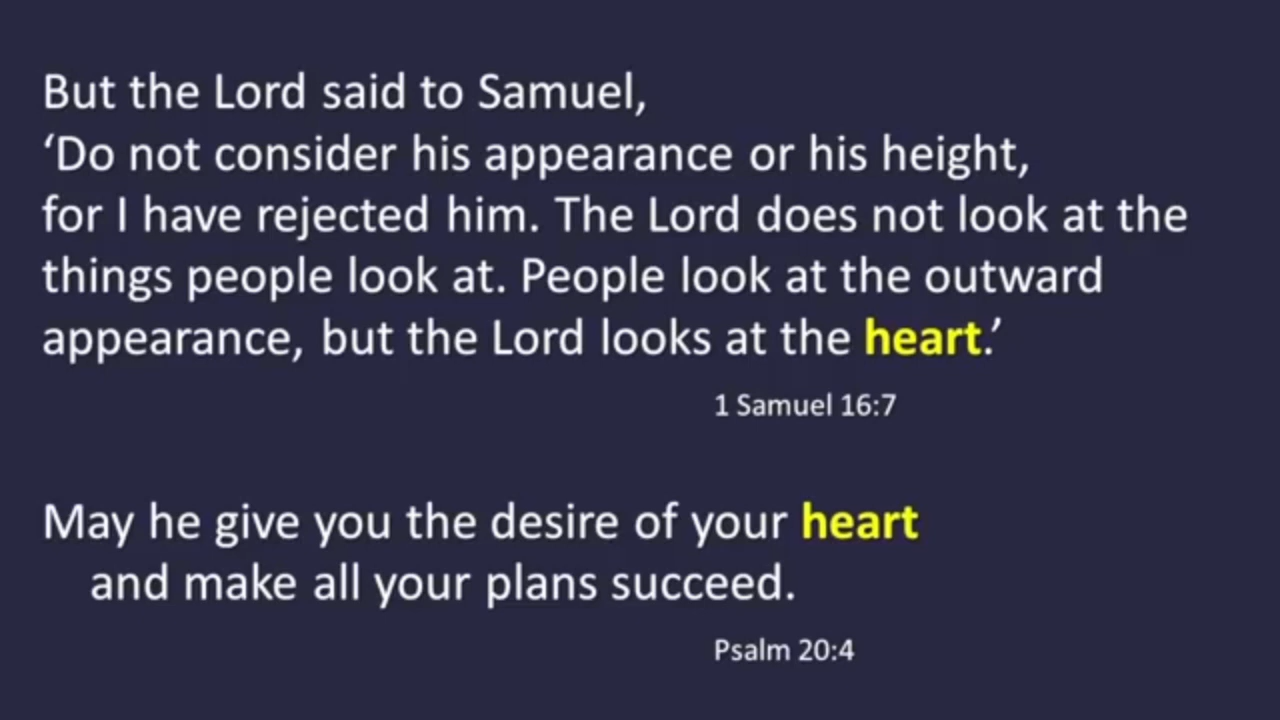 But the Lord said to Samuel,
‘Do not consider his appearance or his height,
for I have rejected him. The Lord does not look at the
things people look at. People look at the outward
appearance, but the Lord looks at the heart.’
1 Samuel 16:7
May he give you the desire of your heart
and make all your plans succeed.
Psalm 20:4